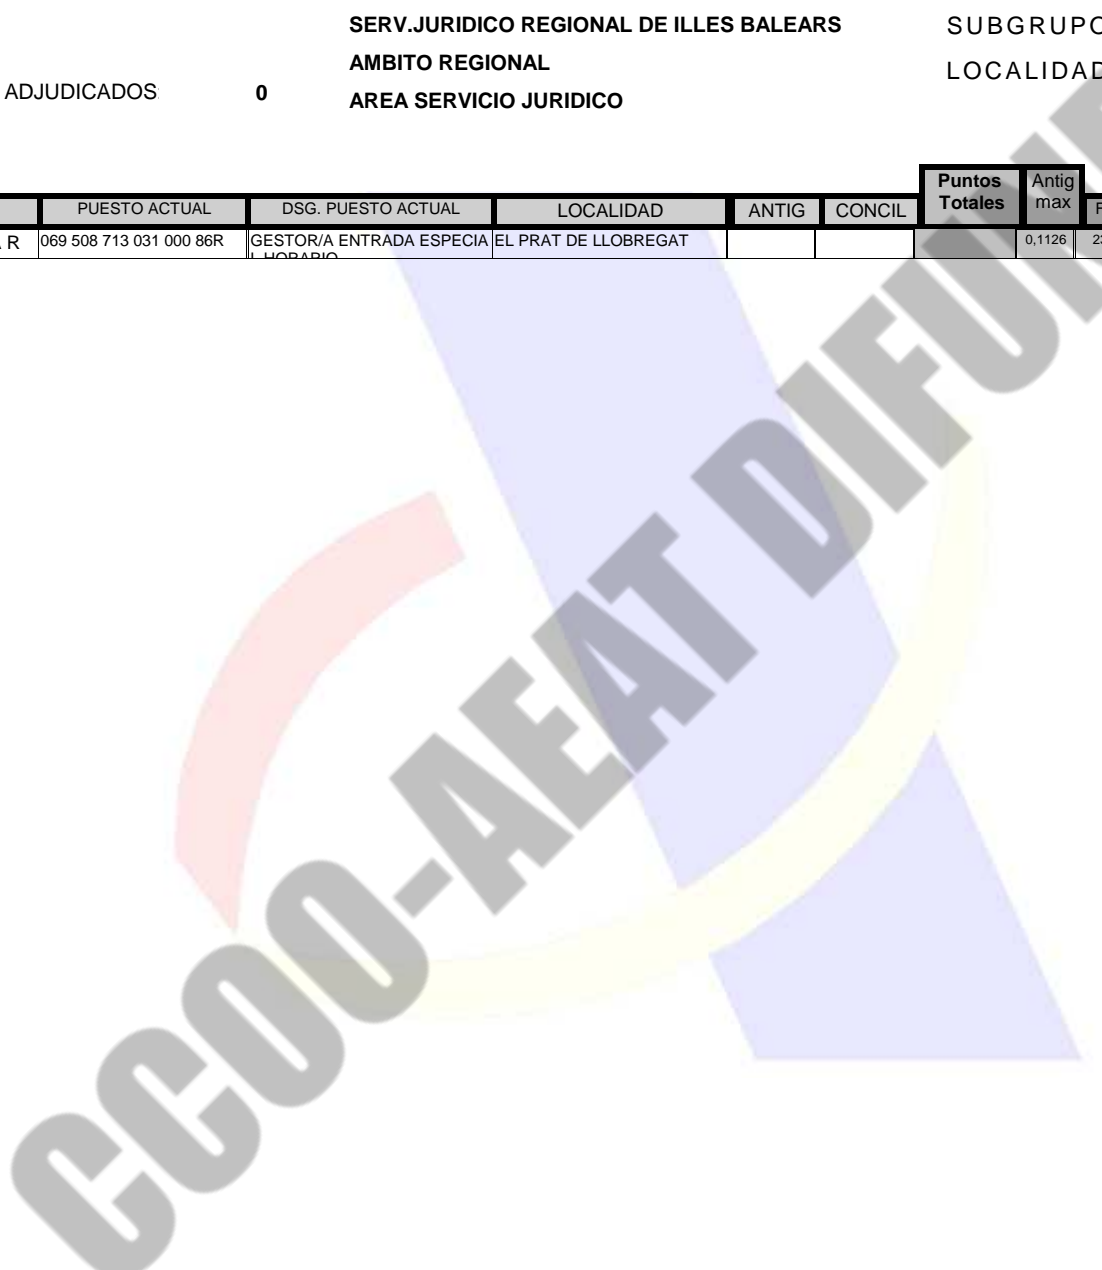 SERV.JURIDICO REGIONAL DE ILLES BALEARS SUBGRUPO
AMBITO REGIONAL
LOCALIDAD
ADJUDICADOS: 0 AREA SERVICIO JURIDICO
Puntos Totales Antig max
PUESTO ACTUAL DSG. PUESTO ACTUAL LOCALIDAD ANTIG CONCIL
R 069 508 713 031 000 86R GESTOR/A ENTRADA ESPECIA EL PRAT DE LLOBREGAT 0,1126
L HORARIO
CCOO-AEAT DIFUN